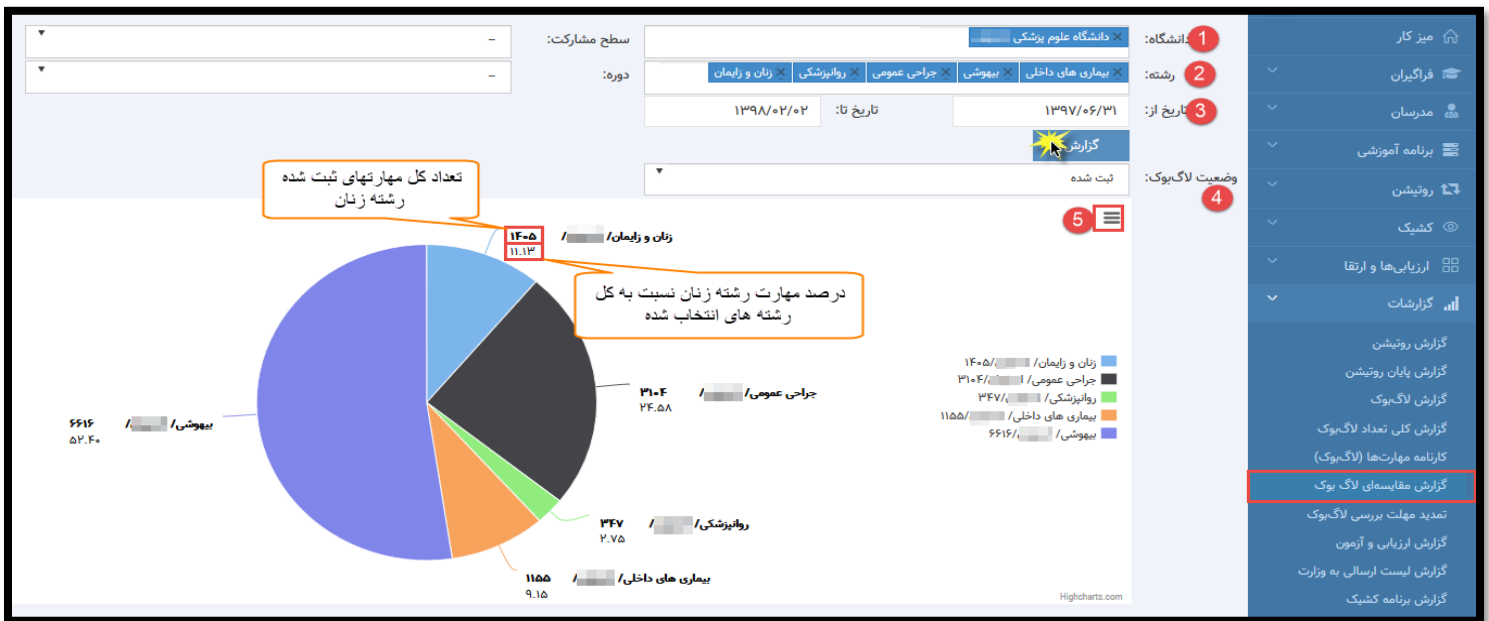 میز کار
فراگیران
مدرسان
برنامه آموزشی
روتیشن
کشیک
ارزیابی‌ها و ارتقا
گزارشات
گزارش روتیشن
گزارش پایان روتیشن
گزارش لاگ‌بوک
گزارش کلی تعداد لاگ‌بوک
کارنامه مهارت‌ها (لاگ‌بوک)
گزارش مقایسه‌ای لاگ بوک
تمدید مهلت بررسی لاگ‌بوک
گزارش ارزیابی و آزمون
گزارش لیست ارسالی به وزارت
گزارش برنامه کشیک
1 دانشگاه: × دانشگاه علوم پزشکی سطح مشارکت: –
2 رشته: × بیماری های داخلی × بیهوشی × جراحی عمومی × روانپزشکی × زنان و زایمان دوره: –
3 تاریخ از: ۱۳۹۷/۰۶/۳۱ تاریخ تا: ۱۳۹۸/۰۲/۰۲
گزارش
وضعیت لاگ‌بوک: ثبت شده
4
5
تعداد کل مهارتهای ثبت شده
رشته زنان
زنان و زایمان/ / ۱۴۰۵
۱۱.۱۳
درصد مهارت رشته زنان نسبت به کل
رشته های انتخاب شده
زنان و زایمان/ /۱۴۰۵
جراحی عمومی/ /۳۱۰۴
روانپزشکی/ /۳۴۷
بیماری های داخلی/ /۱۱۵۵
بیهوشی/ /۶۶۱۶
جراحی عمومی/ / ۳۱۰۴
۲۴.۵۸
بیهوشی/ / ۶۶۱۶
۵۲.۴۰
روانپزشکی/ / ۳۴۷
۲.۷۵
بیماری های داخلی/ / ۱۱۵۵
۹.۱۵
Highcharts.com